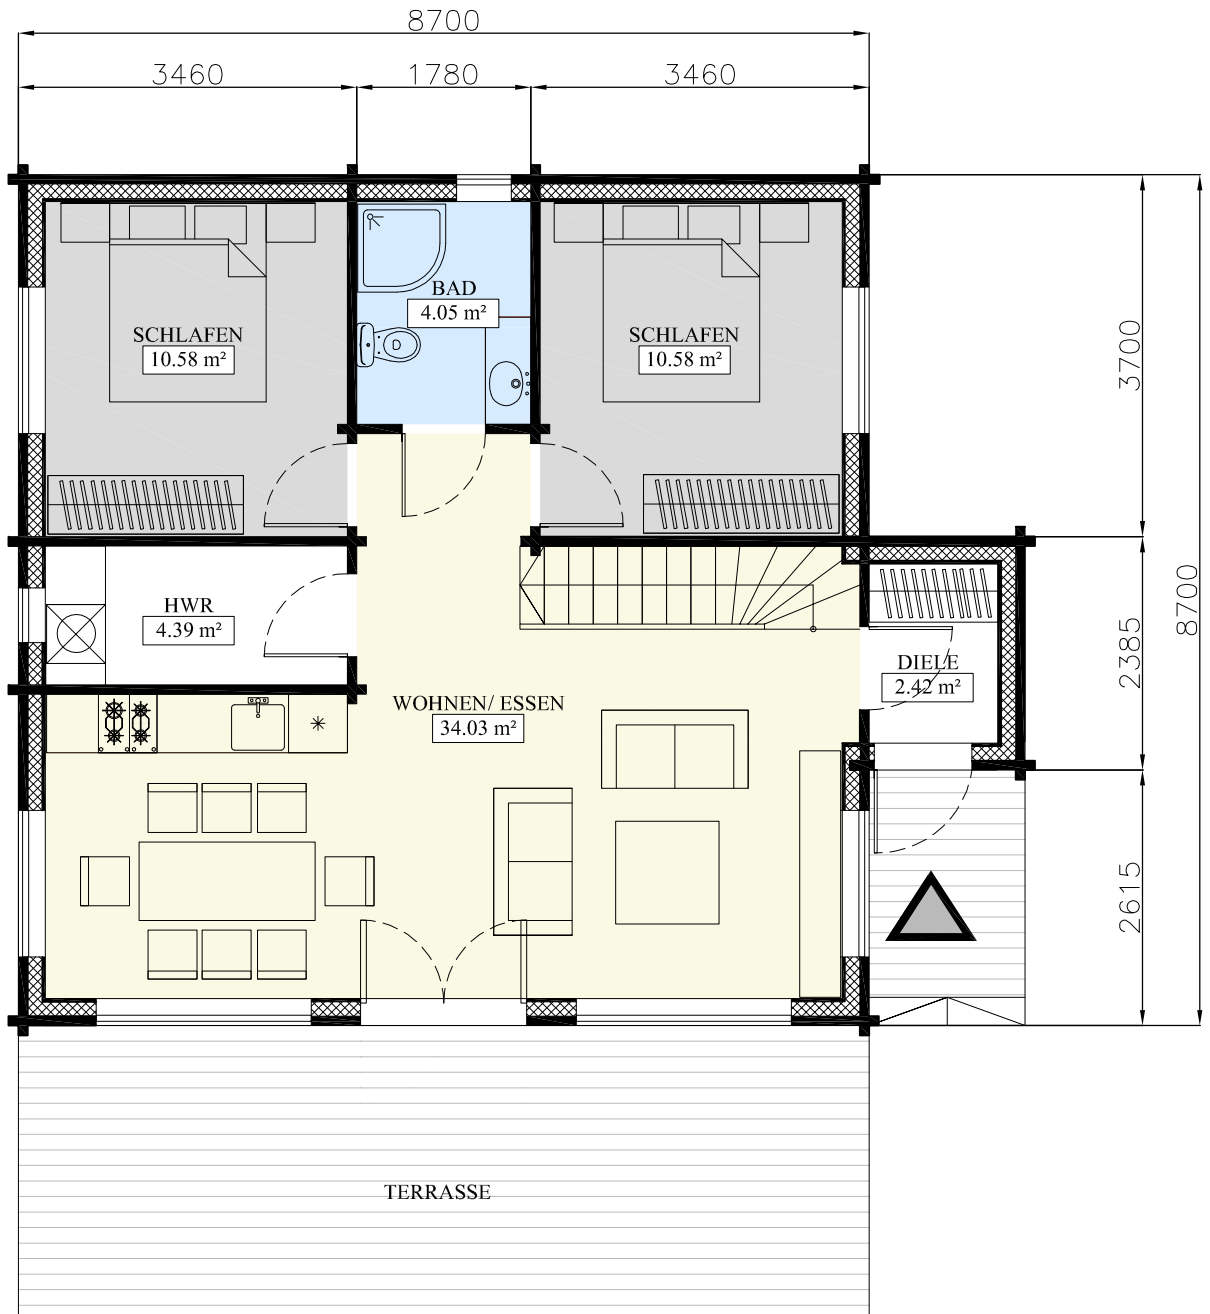 8700
3460
1780
3460
BAD
4.05 m²
SCHLAFEN
10.58 m²
SCHLAFEN
10.58 m²
3700
HWR
4.39 m²
8700
2385
DIELE
2.42 m²
WOHNEN/ ESSEN
34.03 m²
2615
TERRASSE